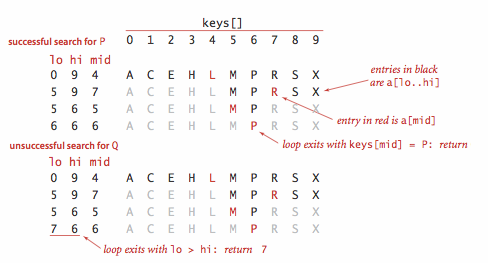 keys[]
successful search for P 0 1 2 3 4 5 6 7 8 9
lo hi mid
0 9 4 A C E H L M P R S X
5 9 7 A C E H L M P R S X
5 6 5 A C E H L M P R S X
6 6 6 A C E H L M P R S X
entries in black
are a[lo..hi]
entry in red is a[mid]
loop exits with keys[mid] = P: return
unsuccessful search for Q
lo hi mid
0 9 4 A C E H L M P R S X
5 9 7 A C E H L M P R S X
5 6 5 A C E H L M P R S X
7 6 6 A C E H L M P R S X
loop exits with lo > hi: return 7